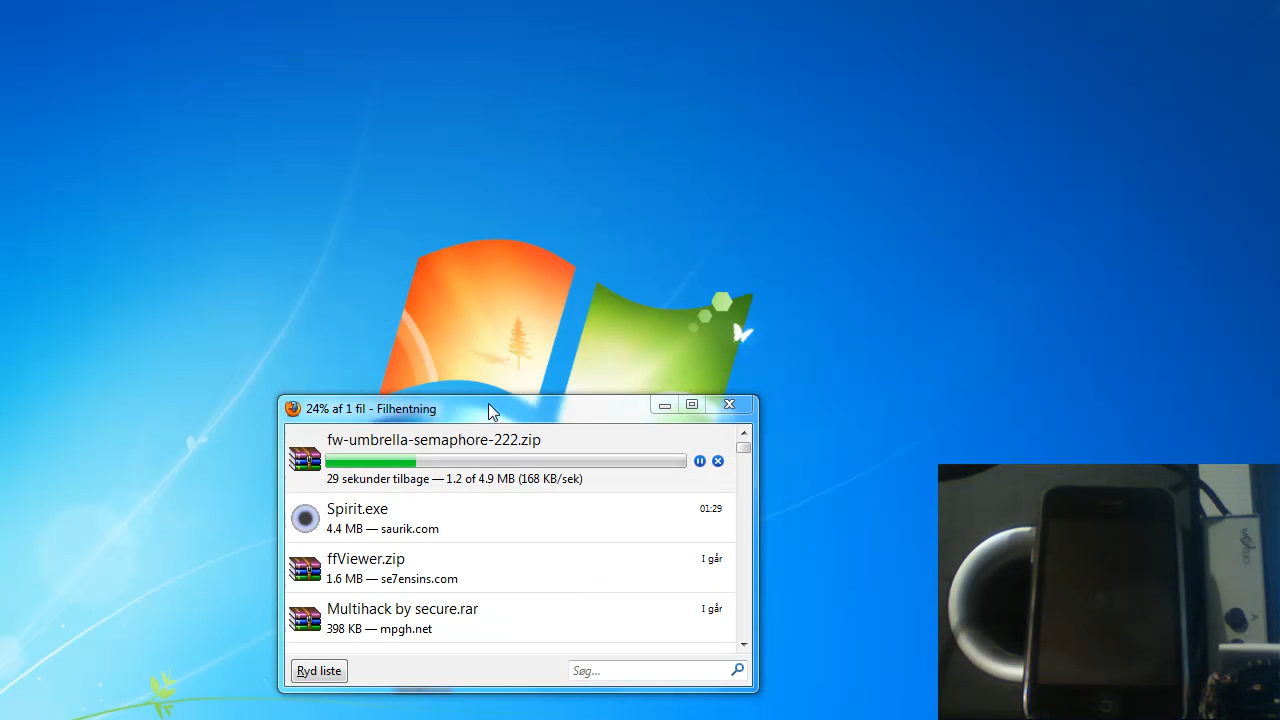 24% af 1 fil - Filhentning
fw-umbrella-semaphore-222.zip
29 sekunder tilbage — 1.2 of 4.9 MB (168 KB/sek)
Spirit.exe 01:29
4.4 MB — saurik.com
ffViewer.zip I går
1.6 MB — se7ensins.com
Multihack by secure.rar I går
398 KB — mpgh.net
Ryd liste
Søg...